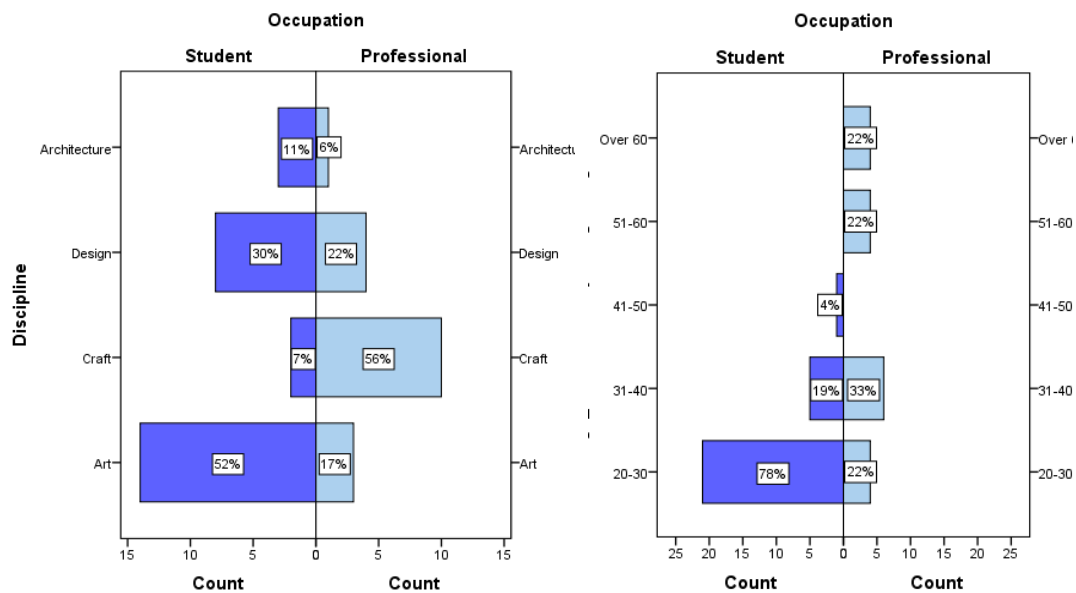 Occupation
Student Professional
Architecture 11% 6% Architectu
Design 30% 22% Design
Discipline
Craft 7% 56% Craft
Art 52% 17% Art
15 10 5 0 5 10 15
Count Count
Occupation
Student Professional
Over 60 22% Over 6
51-60 22% 51-60
41-50 4% 41-50
31-40 19% 33% 31-40
20-30 78% 22% 20-30
25 20 15 10 5 0 5 10 15 20 25
Count Count